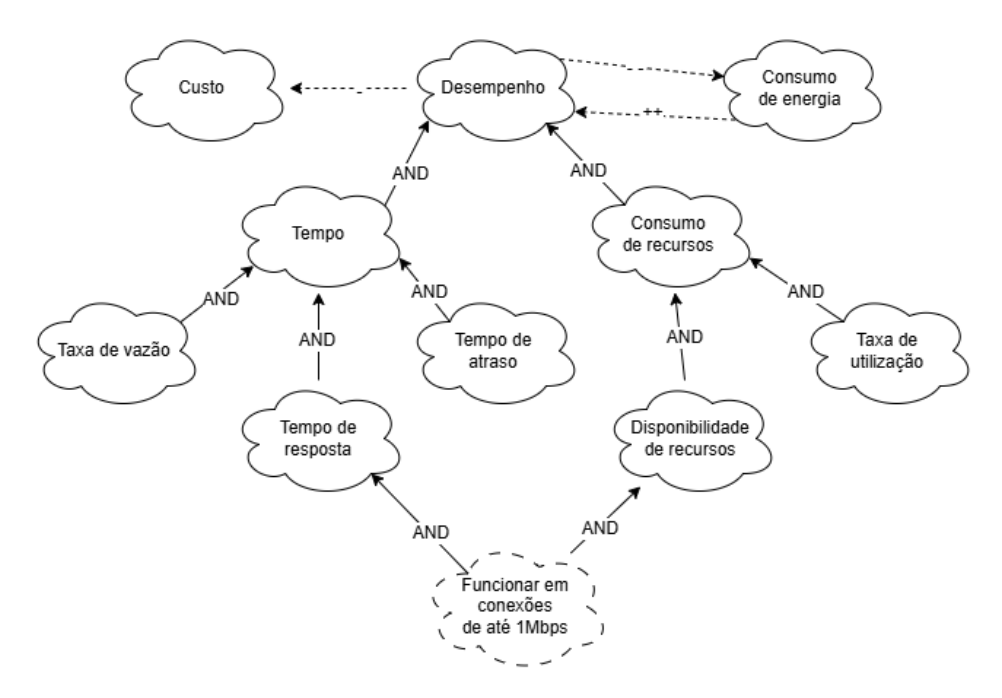 Custo
Desempenho
Consumo
de energia
-
- -
++
AND
AND
Tempo
Consumo
de recursos
AND
AND
AND
AND
AND
AND
Taxa de vazão
Tempo de
atraso
Taxa de
utilização
Tempo de
resposta
Disponibilidade
de recursos
AND
AND
Funcionar em
conexões
de até 1Mbps